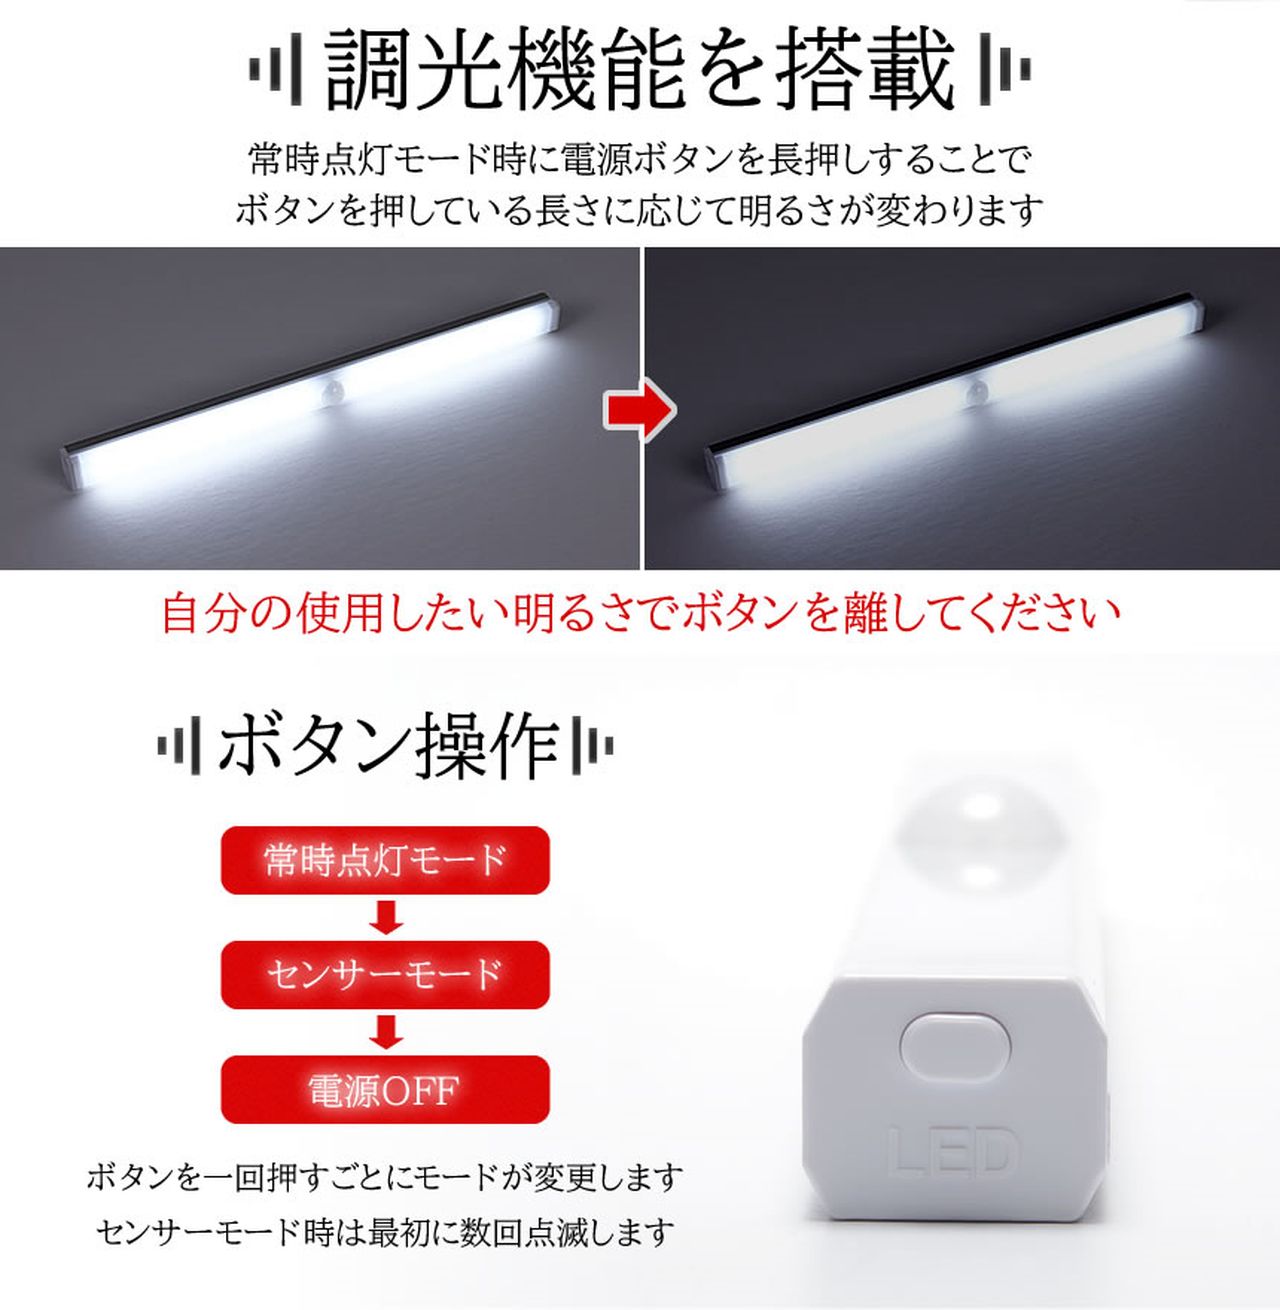 調光機能を搭載
常時点灯モード時に電源ボタンを長押しすることで
ボタンを押している長さに応じて明るさが変わります
自分の使用したい明るさでボタンを離してください
ボタン操作
常時点灯モード
センサーモード
電源OFF
ボタンを一回押すごとにモードが変更します
センサーモード時は最初に数回点滅します
LED